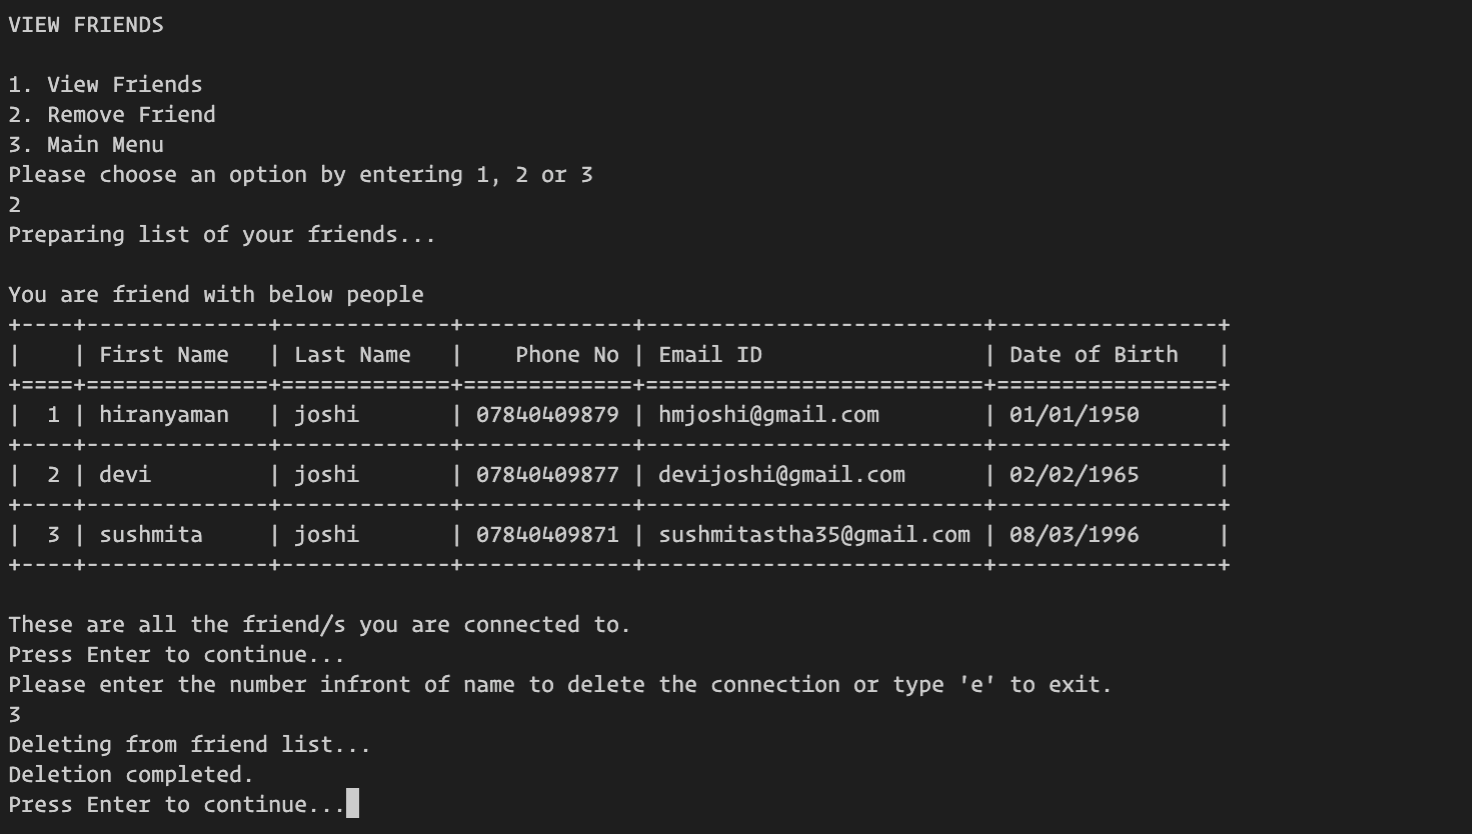 VIEW FRIENDS
1. View Friends
2. Remove Friend
3. Main Menu
Please choose an option by entering 1, 2 or 3
2
Preparing list of your friends...
You are friend with below people
+----+--------------+-------------+-------------+--------------------------+-----------------+
|    | First Name   | Last Name   |    Phone No | Email ID                 | Date of Birth   |
+====+==============+=============+=============+==========================+=================+
|  1 | hiranyaman   | joshi       | 07840409879 | hmjoshi@gmail.com        | 01/01/1950      |
+----+--------------+-------------+-------------+--------------------------+-----------------+
|  2 | devi         | joshi       | 07840409877 | devijoshi@gmail.com      | 02/02/1965      |
+----+--------------+-------------+-------------+--------------------------+-----------------+
|  3 | sushmita     | joshi       | 07840409871 | sushmitastha35@gmail.com | 08/03/1996      |
+----+--------------+-------------+-------------+--------------------------+-----------------+
These are all the friend/s you are connected to.
Press Enter to continue...
Please enter the number infront of name to delete the connection or type 'e' to exit.
3
Deleting from friend list...
Deletion completed.
Press Enter to continue...